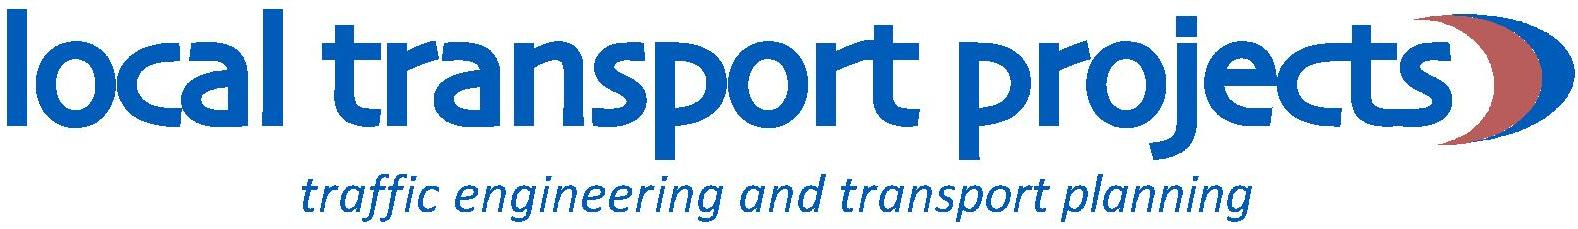 local transport projects
traffic engineering and transport planning